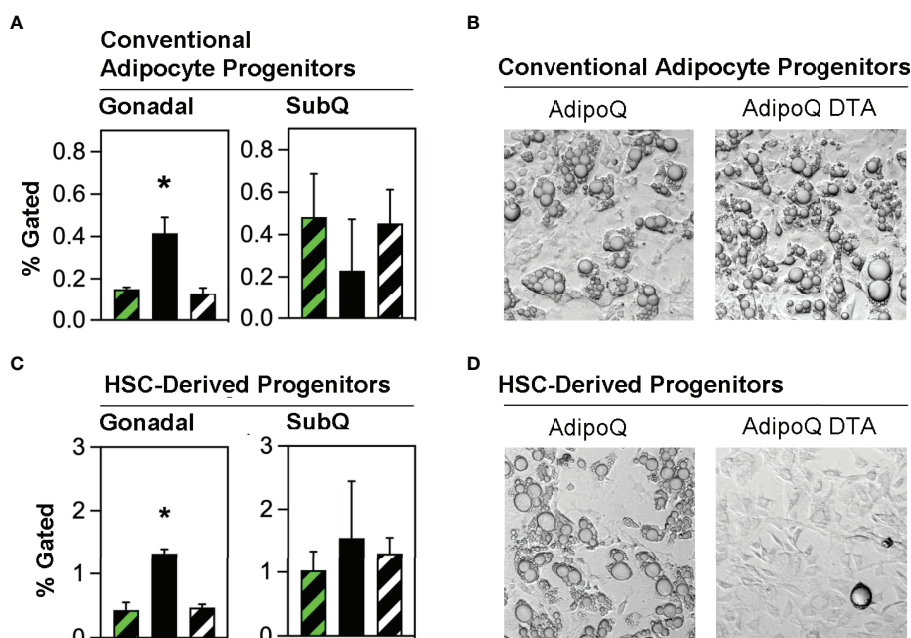 A
Conventional
Adipocyte Progenitors
Gonadal
SubQ
% Gated
0.8
0.6
0.4
0.2
0.0
*
0.8
0.6
0.4
0.2
0.0
B
Conventional Adipocyte Progenitors
AdipoQ
AdipoQ DTA
C
HSC-Derived Progenitors
Gonadal
SubQ
% Gated
3
2
1
0
*
3
2
1
0
D
HSC-Derived Progenitors
AdipoQ
AdipoQ DTA